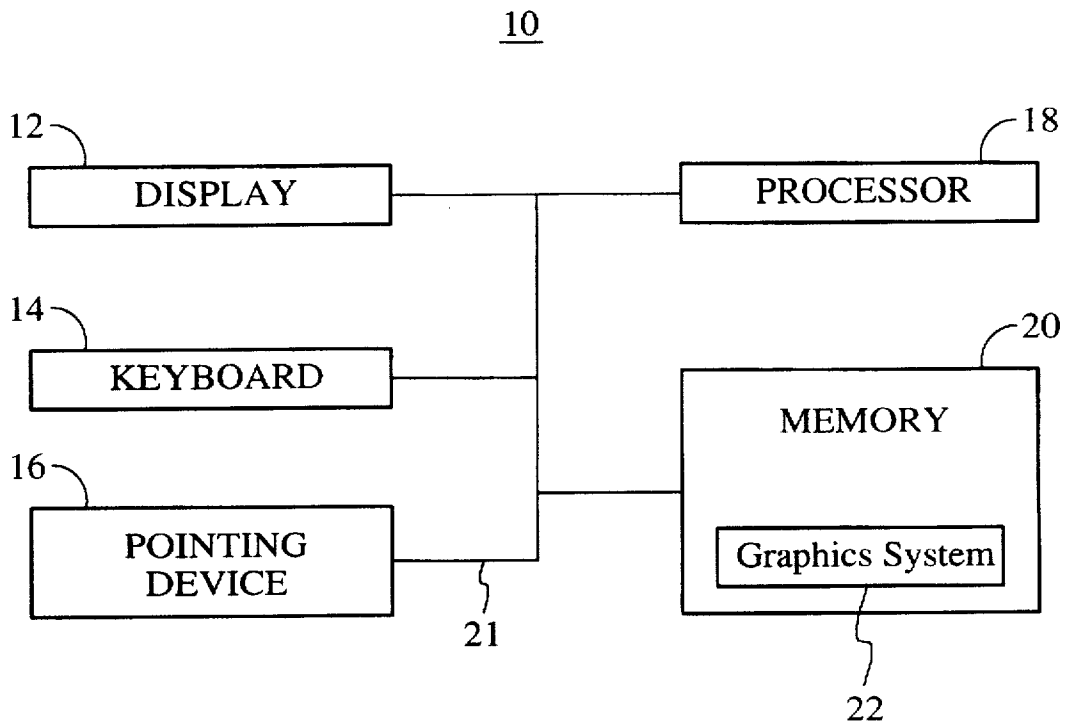 10
12
DISPLAY
18
PROCESSOR
14
KEYBOARD
20
MEMORY
16
POINTING
DEVICE
Graphics System
21
22